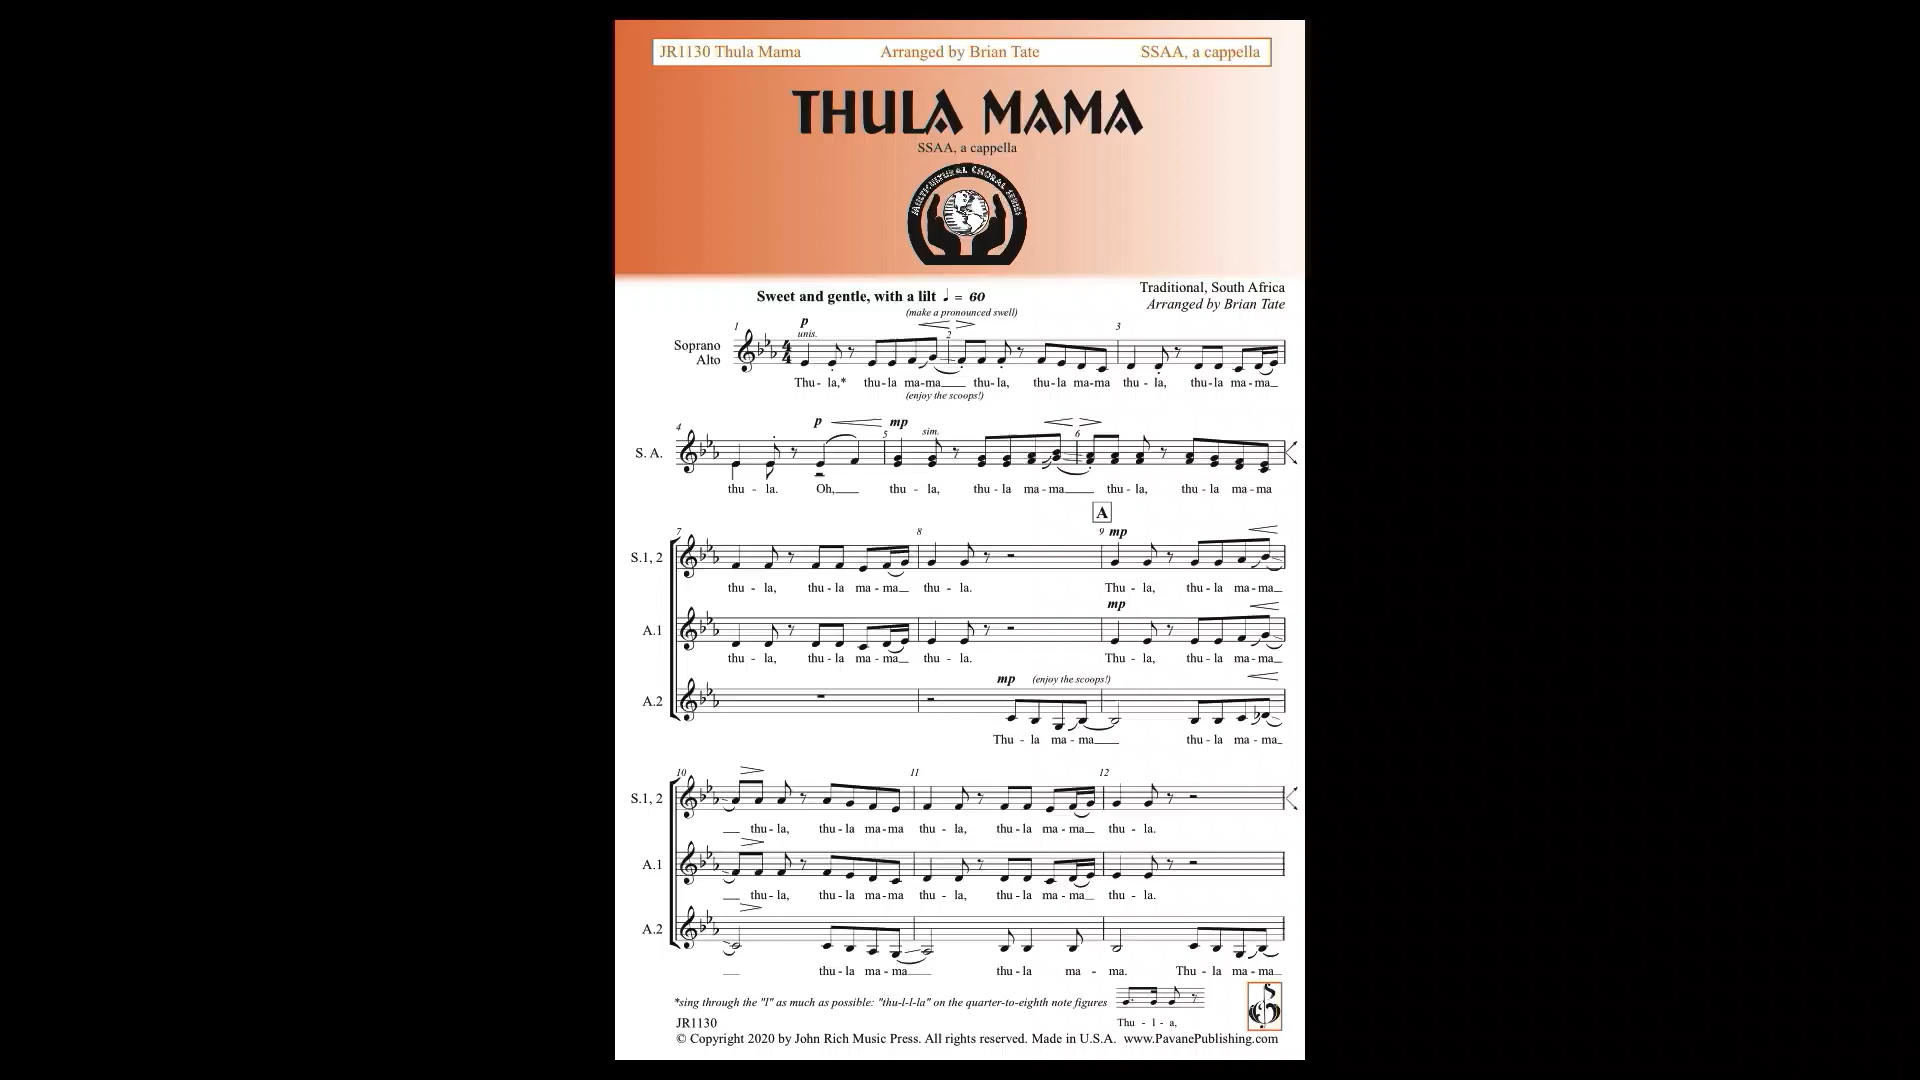 JR1130 Thula Mama Arranged by Brian Tate SSAA, a cappella
THULA MAMA
SSAA, a cappella
MULTICULTURAL CHORAL SERIES
Sweet and gentle, with a lilt ♩ = 60
Traditional, South Africa
Arranged by Brian Tate
(make a pronounced swell)
1 p unis. 2 3
Soprano
Alto
Thu - la,* thu - la ma - ma thu - la, thu - la ma - ma thu - la, thu - la ma - ma
(enjoy the scoops!)
4 p 5 mp sim. 6
S. A.
thu - la. Oh, thu - la, thu - la ma - ma thu - la, thu - la ma - ma
A
7 8 9 mp
S.1, 2
thu - la, thu - la ma - ma thu - la. Thu - la, thu - la ma - ma
mp
A.1
thu - la, thu - la ma - ma thu - la. Thu - la, thu - la ma - ma
mp (enjoy the scoops!)
A.2
Thu - la ma - ma thu - la ma - ma
10 11 12
S.1, 2
thu - la, thu - la ma - ma thu - la, thu - la ma - ma thu - la.
A.1
thu - la, thu - la ma - ma thu - la, thu - la ma - ma thu - la.
A.2
thu - la ma - ma thu - la ma - ma. Thu - la ma - ma
*sing through the "l" as much as possible: "thu-l-l-la" on the quarter-to-eighth note figures
Thu - l - a,
JR1130
© Copyright 2020 by John Rich Music Press. All rights reserved. Made in U.S.A. www.PavanePublishing.com